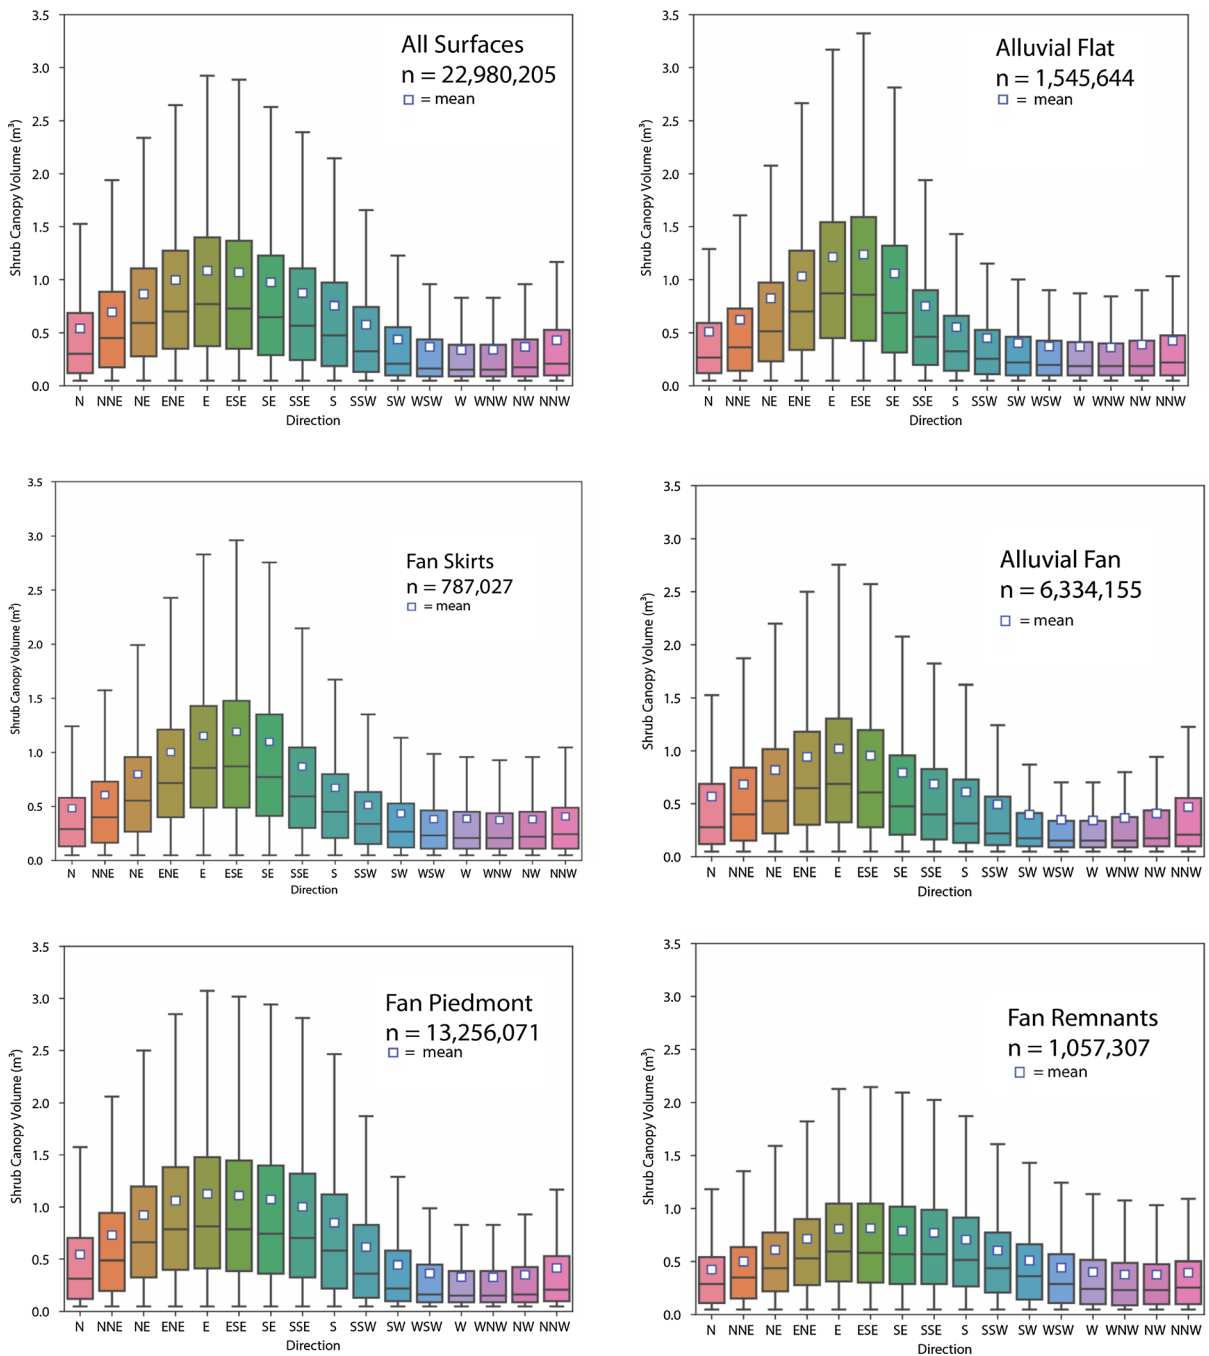 All Surfaces
n = 22,980,205
= mean
Shrub Canopy Volume (m³)
3.5
3.0
2.5
2.0
1.5
1.0
0.5
0.0
N NNE NE ENE E ESE SE SSE S SSW SW WSW W WNW NW NNW
Direction
Alluvial Flat
n = 1,545,644
= mean
Shrub Canopy Volume (m³)
3.5
3.0
2.5
2.0
1.5
1.0
0.5
0.0
N NNE NE ENE E ESE SE SSE S SSW SW WSW W WNW NW NNW
Direction
Fan Skirts
n = 787,027
= mean
Shrub Canopy Volume (m³)
3.5
3.0
2.5
2.0
1.5
1.0
0.5
0.0
N NNE NE ENE E ESE SE SSE S SSW SW WSW W WNW NW NNW
Direction
Alluvial Fan
n = 6,334,155
= mean
Shrub Canopy Volume (m³)
3.5
3.0
2.5
2.0
1.5
1.0
0.5
0.0
N NNE NE ENE E ESE SE SSE S SSW SW WSW W WNW NW NNW
Direction
Fan Piedmont
n = 13,256,071
= mean
Shrub Canopy Volume (m³)
3.5
3.0
2.5
2.0
1.5
1.0
0.5
0.0
N NNE NE ENE E ESE SE SSE S SSW SW WSW W WNW NW NNW
Direction
Fan Remnants
n = 1,057,307
= mean
Shrub Canopy Volume (m³)
3.5
3.0
2.5
2.0
1.5
1.0
0.5
0.0
N NNE NE ENE E ESE SE SSE S SSW SW WSW W WNW NW NNW
Direction